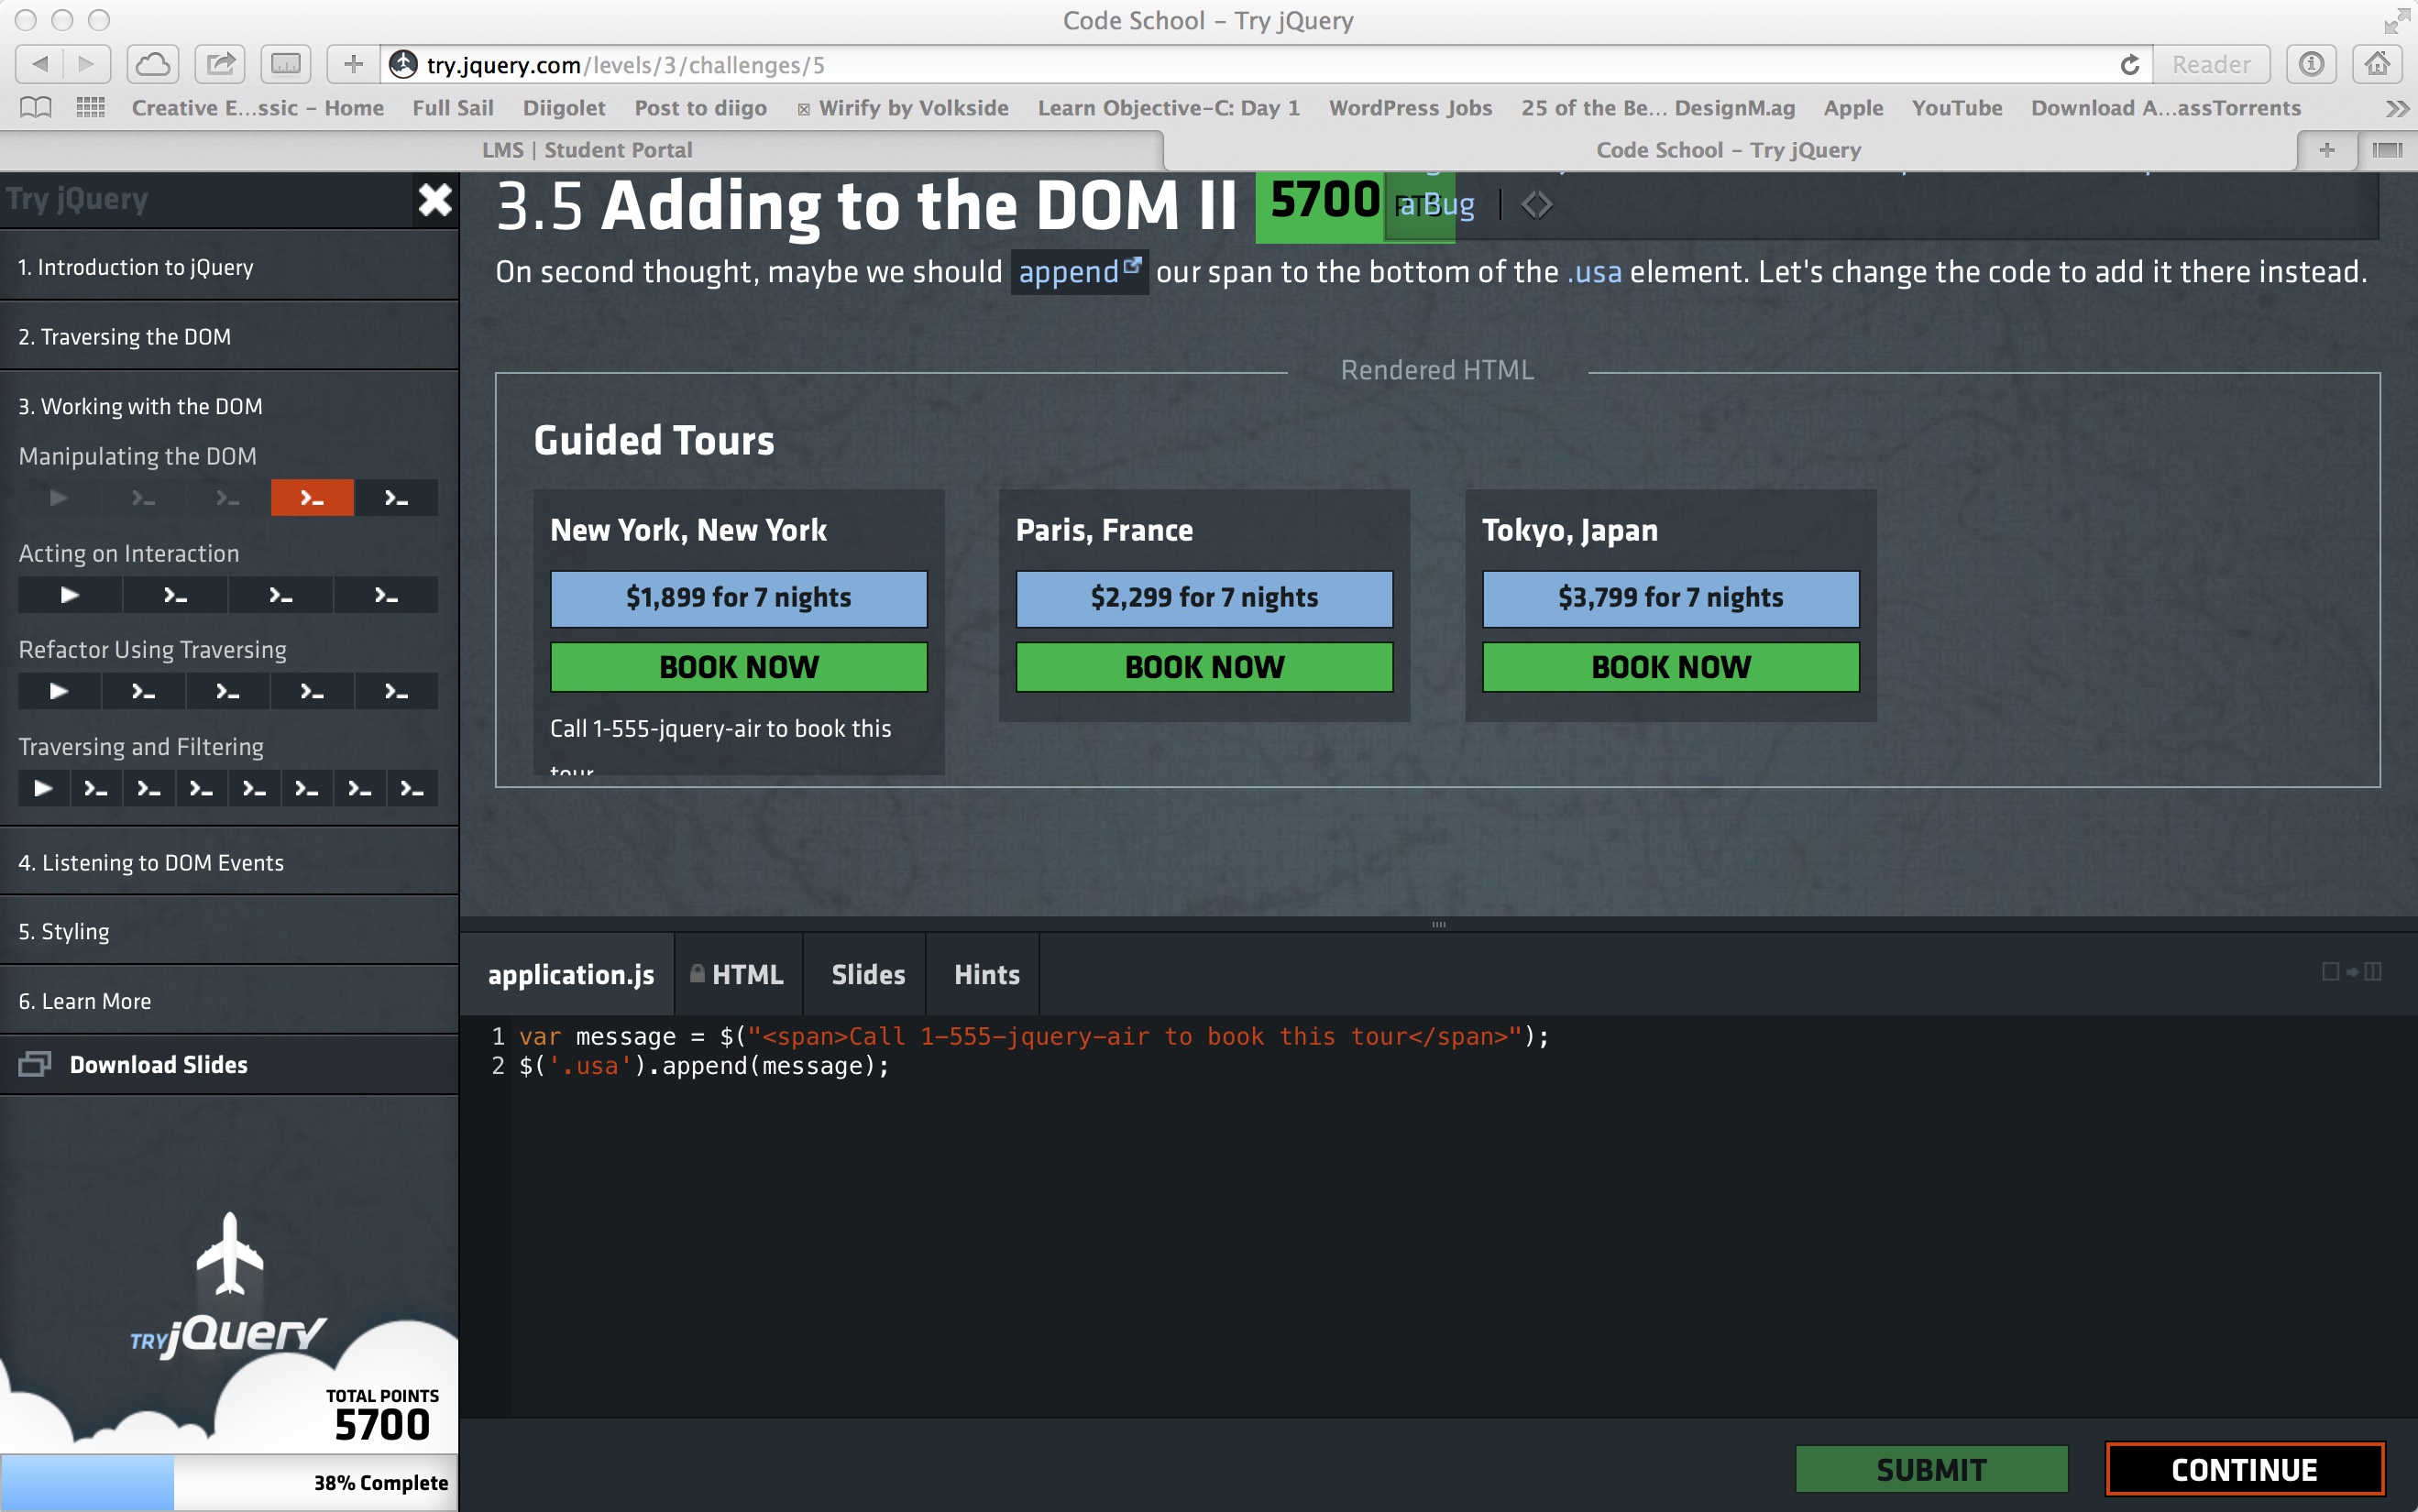 Code School – Try jQuery
try.jquery.com/levels/3/challenges/5
Reader
Creative E...ssic – Home Full Sail Diigolet Post to diigo Wirify by Volkside Learn Objective-C: Day 1 WordPress Jobs 25 of the Be... DesignM.ag Apple YouTube Download A...assTorrents
LMS | Student Portal
Code School – Try jQuery
Try jQuery
1. Introduction to jQuery
2. Traversing the DOM
3. Working with the DOM
Manipulating the DOM
Acting on Interaction
Refactor Using Traversing
Traversing and Filtering
4. Listening to DOM Events
5. Styling
6. Learn More
Download Slides
TRY jQuery
TOTAL POINTS
5700
38% Complete
3.5 Adding to the DOM II 5700 PTS a Bug |
On second thought, maybe we should append our span to the bottom of the .usa element. Let's change the code to add it there instead.
Rendered HTML
Guided Tours
New York, New York
$1,899 for 7 nights
BOOK NOW
Call 1-555-jquery-air to book this
tour
Paris, France
$2,299 for 7 nights
BOOK NOW
Tokyo, Japan
$3,799 for 7 nights
BOOK NOW
application.js HTML Slides Hints
1 var message = $("<span>Call 1-555-jquery-air to book this tour</span>");
2 $('.usa').append(message);
SUBMIT CONTINUE